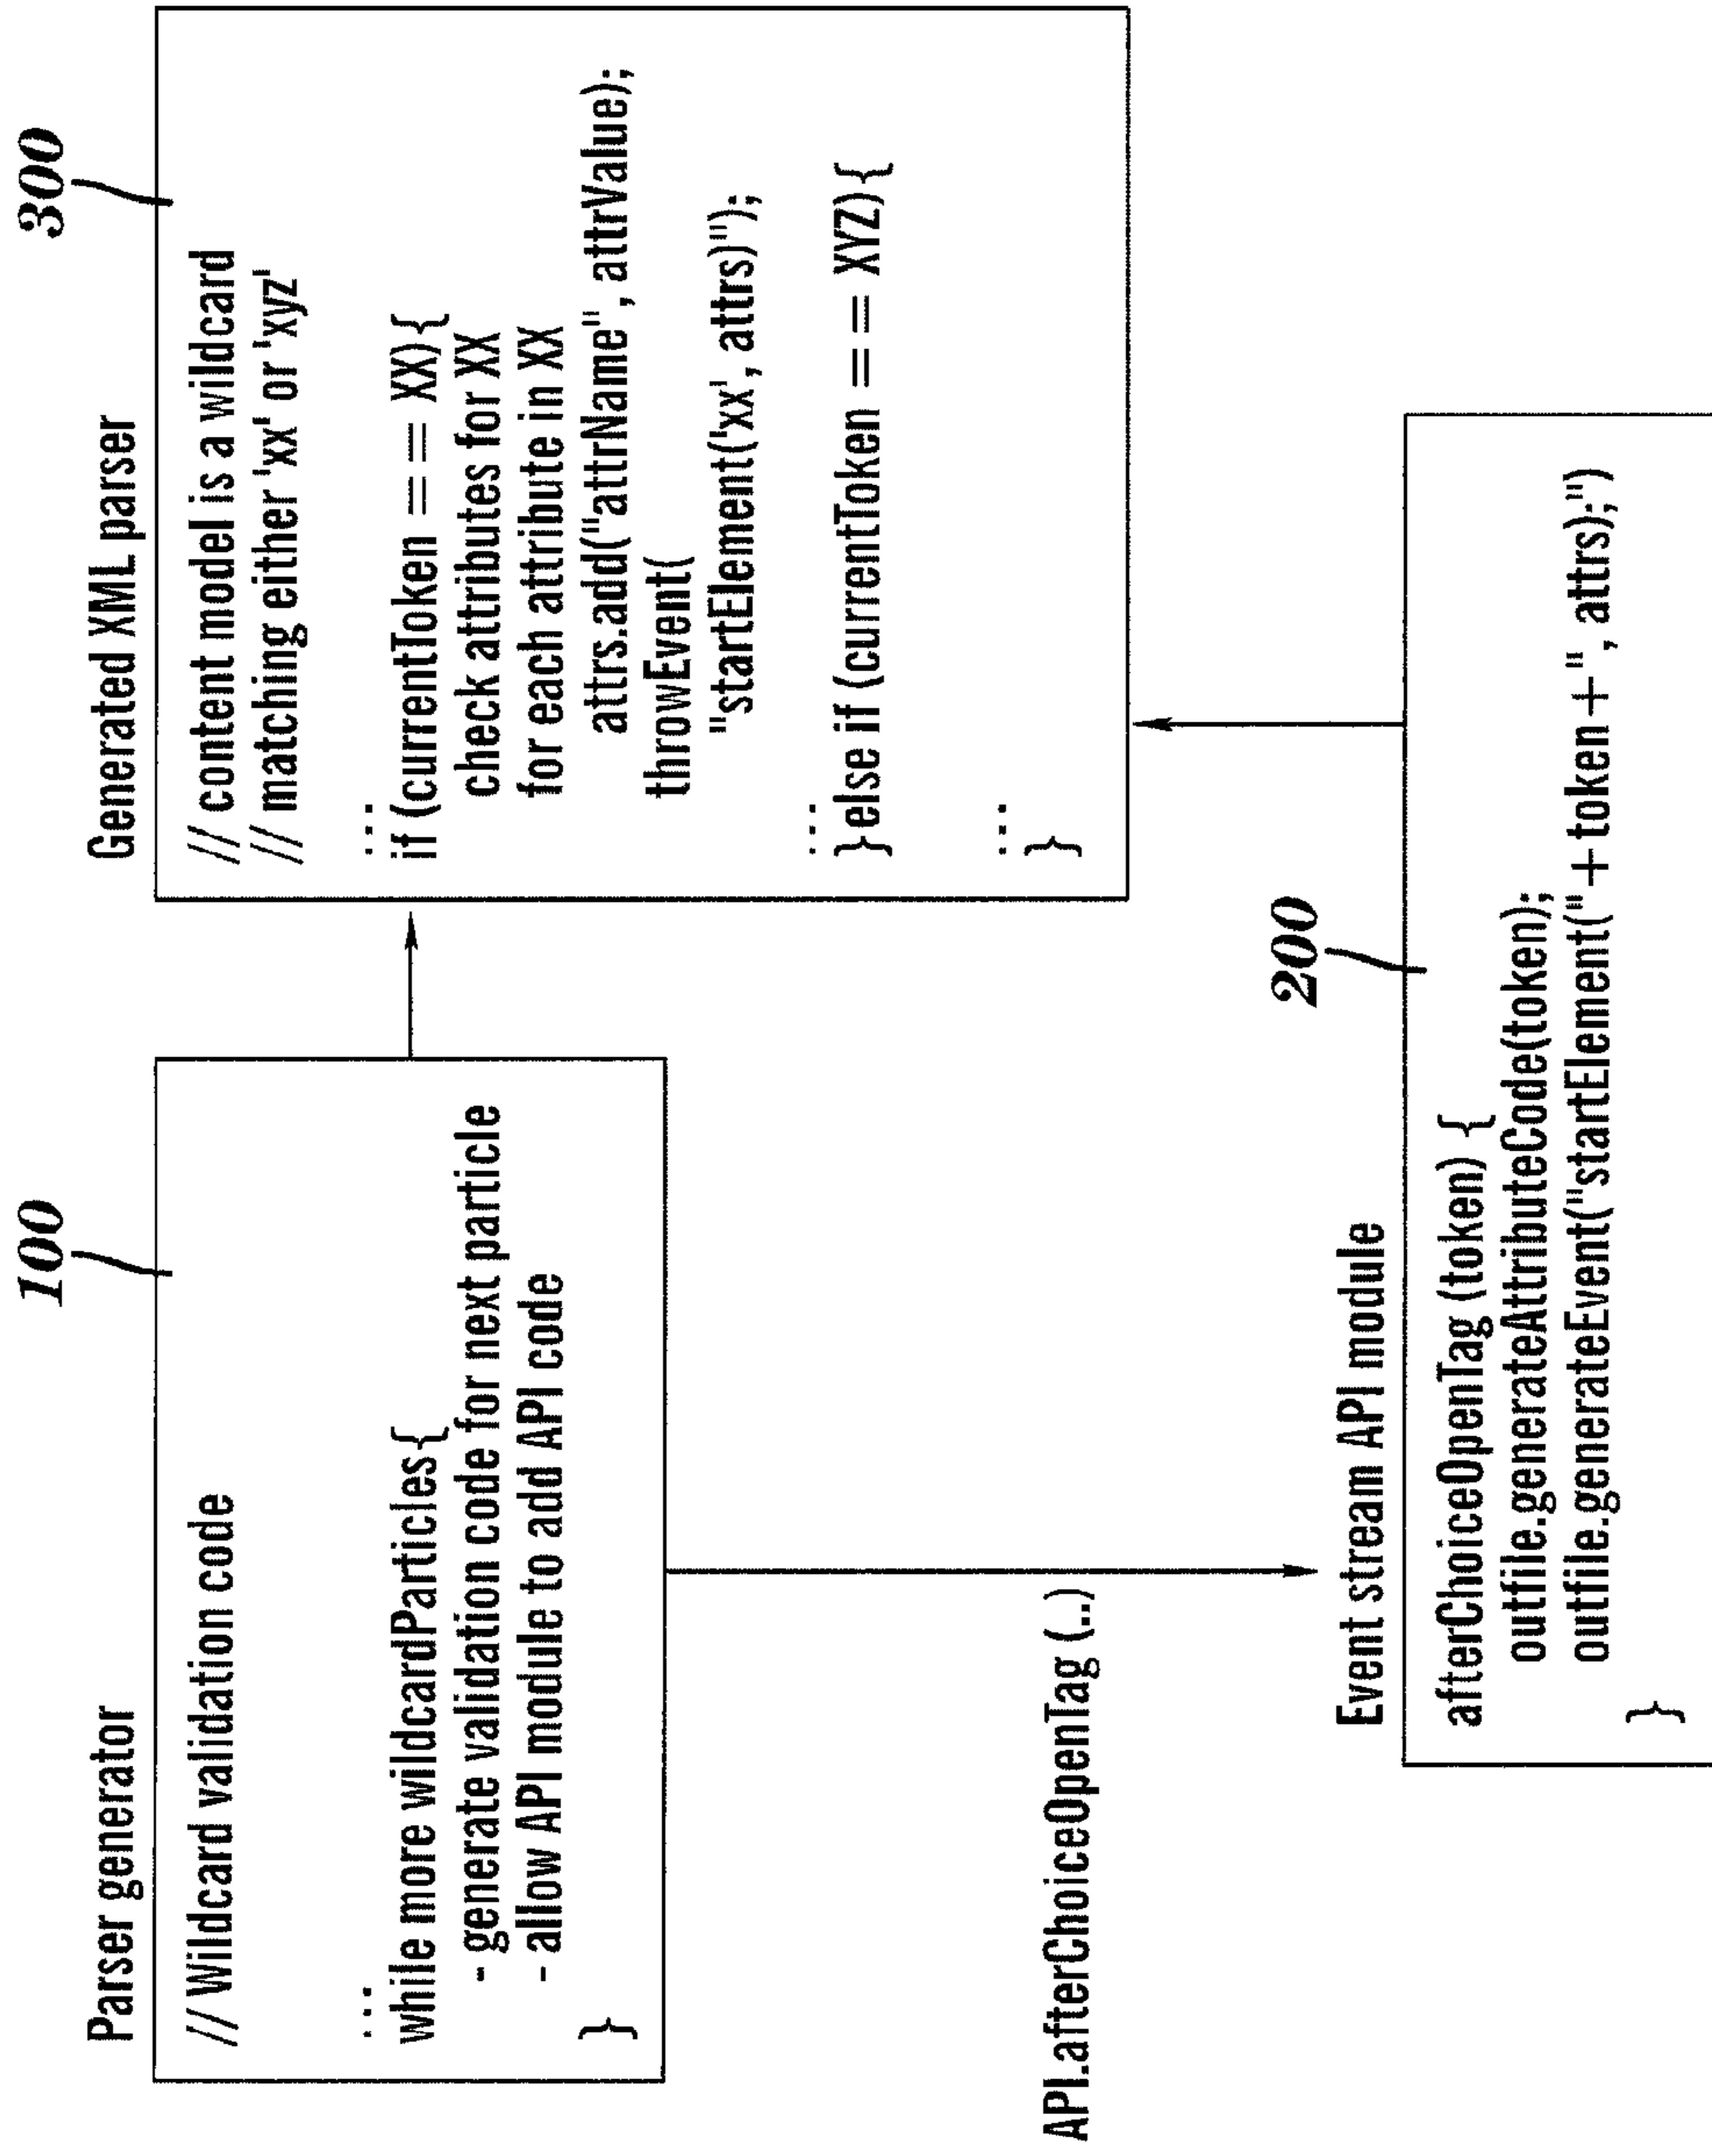 100
Parser generator
// Wildcard validation code
...
while more wildcardParticles {
- generate validation code for next particle
- allow API module to add API code
}
300
Generated XML parser
// content model is a wildcard
// matching either 'xx' or 'xyz'
...
if (currentToken == XX) {
check attributes for XX
for each attribute in XX
attrs.add("attrName", attrValue);
throwEvent(
"startElement('xx', attrs)");
...
} else if (currentToken == XYZ) {
...
}
API.afterChoiceOpenTag (..)
200
Event stream API module
afterChoiceOpenTag (token) {
outfile.generateAttributeCode(token);
outfile.generateEvent("startElement(" + token + ", attrs);")
}